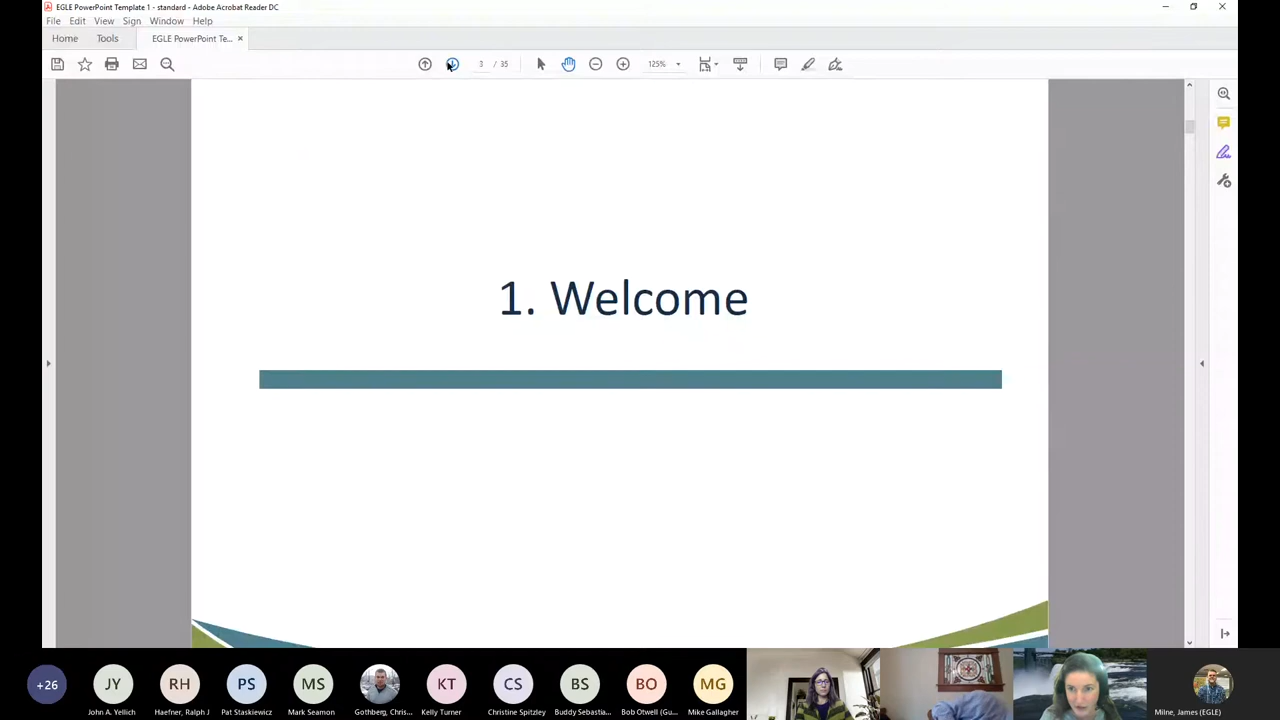 EGLE PowerPoint Template 1 - standard - Adobe Acrobat Reader DC
File Edit View Sign Window Help
Home Tools EGLE PowerPoint Te... ×
3 / 35 125%
1. Welcome
+26 JY RH PS MS KT CS BS BO MG
John A. Yellich Haefner, Ralph J Pat Staskiewicz Mark Seamon Gothberg, Chris... Kelly Turner Christine Spitzley Buddy Sebastia... Bob Otwell (Gu... Mike Gallagher Milne, James (EGLE)